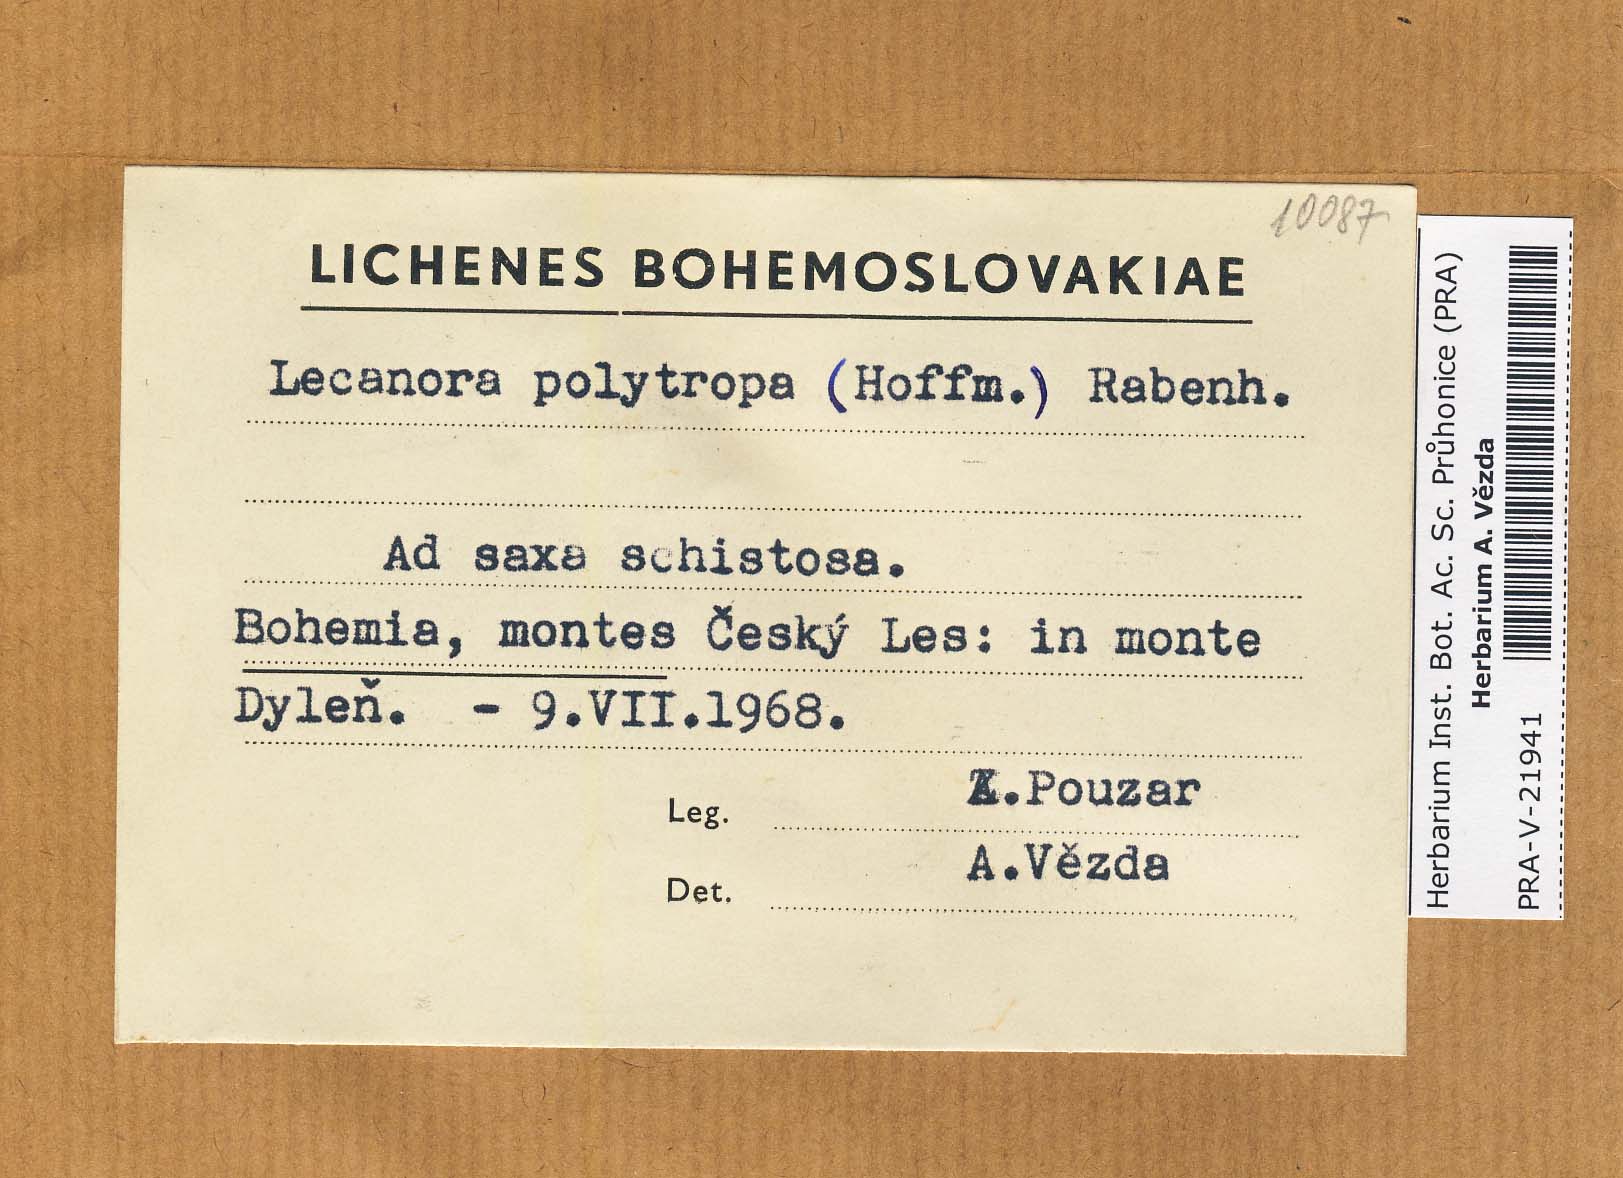 10087
LICHENES BOHEMOSLOVAKIAE
Lecanora polytropa (Hoffm.) Rabenh.
Ad saxa schistosa.
Bohemia, montes Český Les: in monte
Dyleň. - 9.VII.1968.
Leg. Z.Pouzar
Det. A.Vězda
Herbarium Inst. Bot. Ac. Sc. Průhonice (PRA)
Herbarium A. Vězda
PRA-V-21941